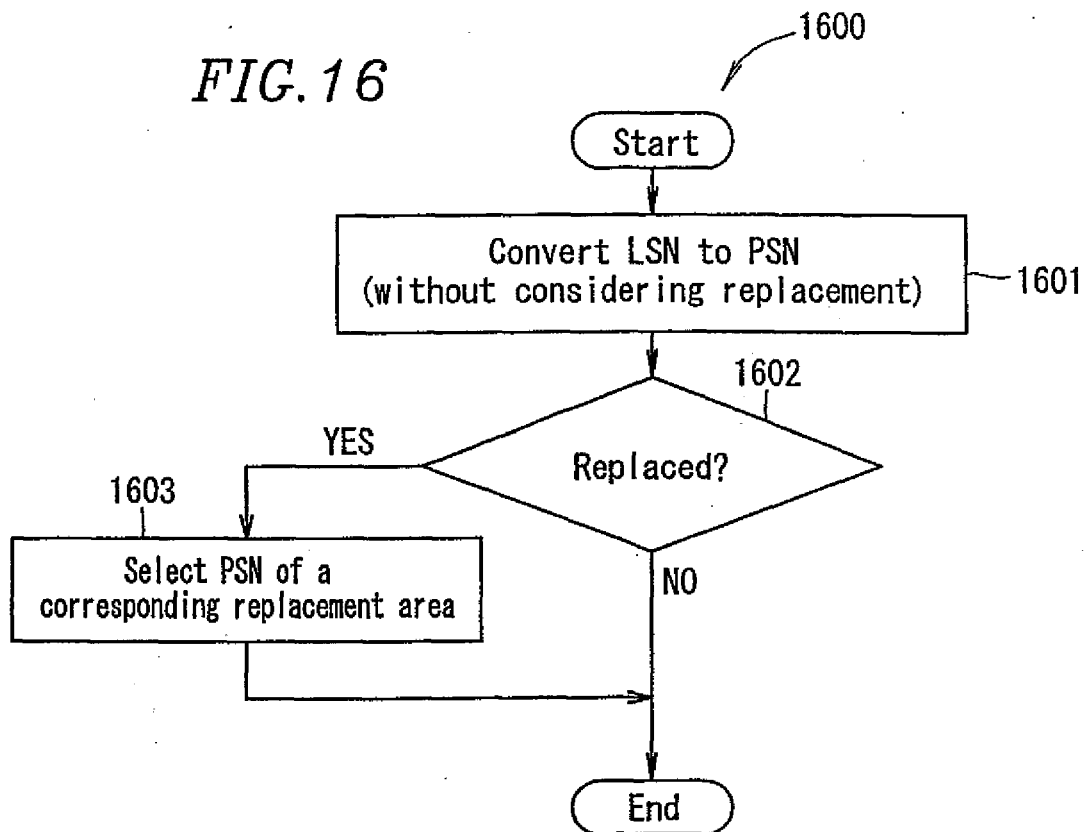 1600
FIG.16
Start
Convert LSN to PSN
(without considering replacement)
1601
1602
YES
Replaced?
1603
Select PSN of a
corresponding replacement area
NO
End